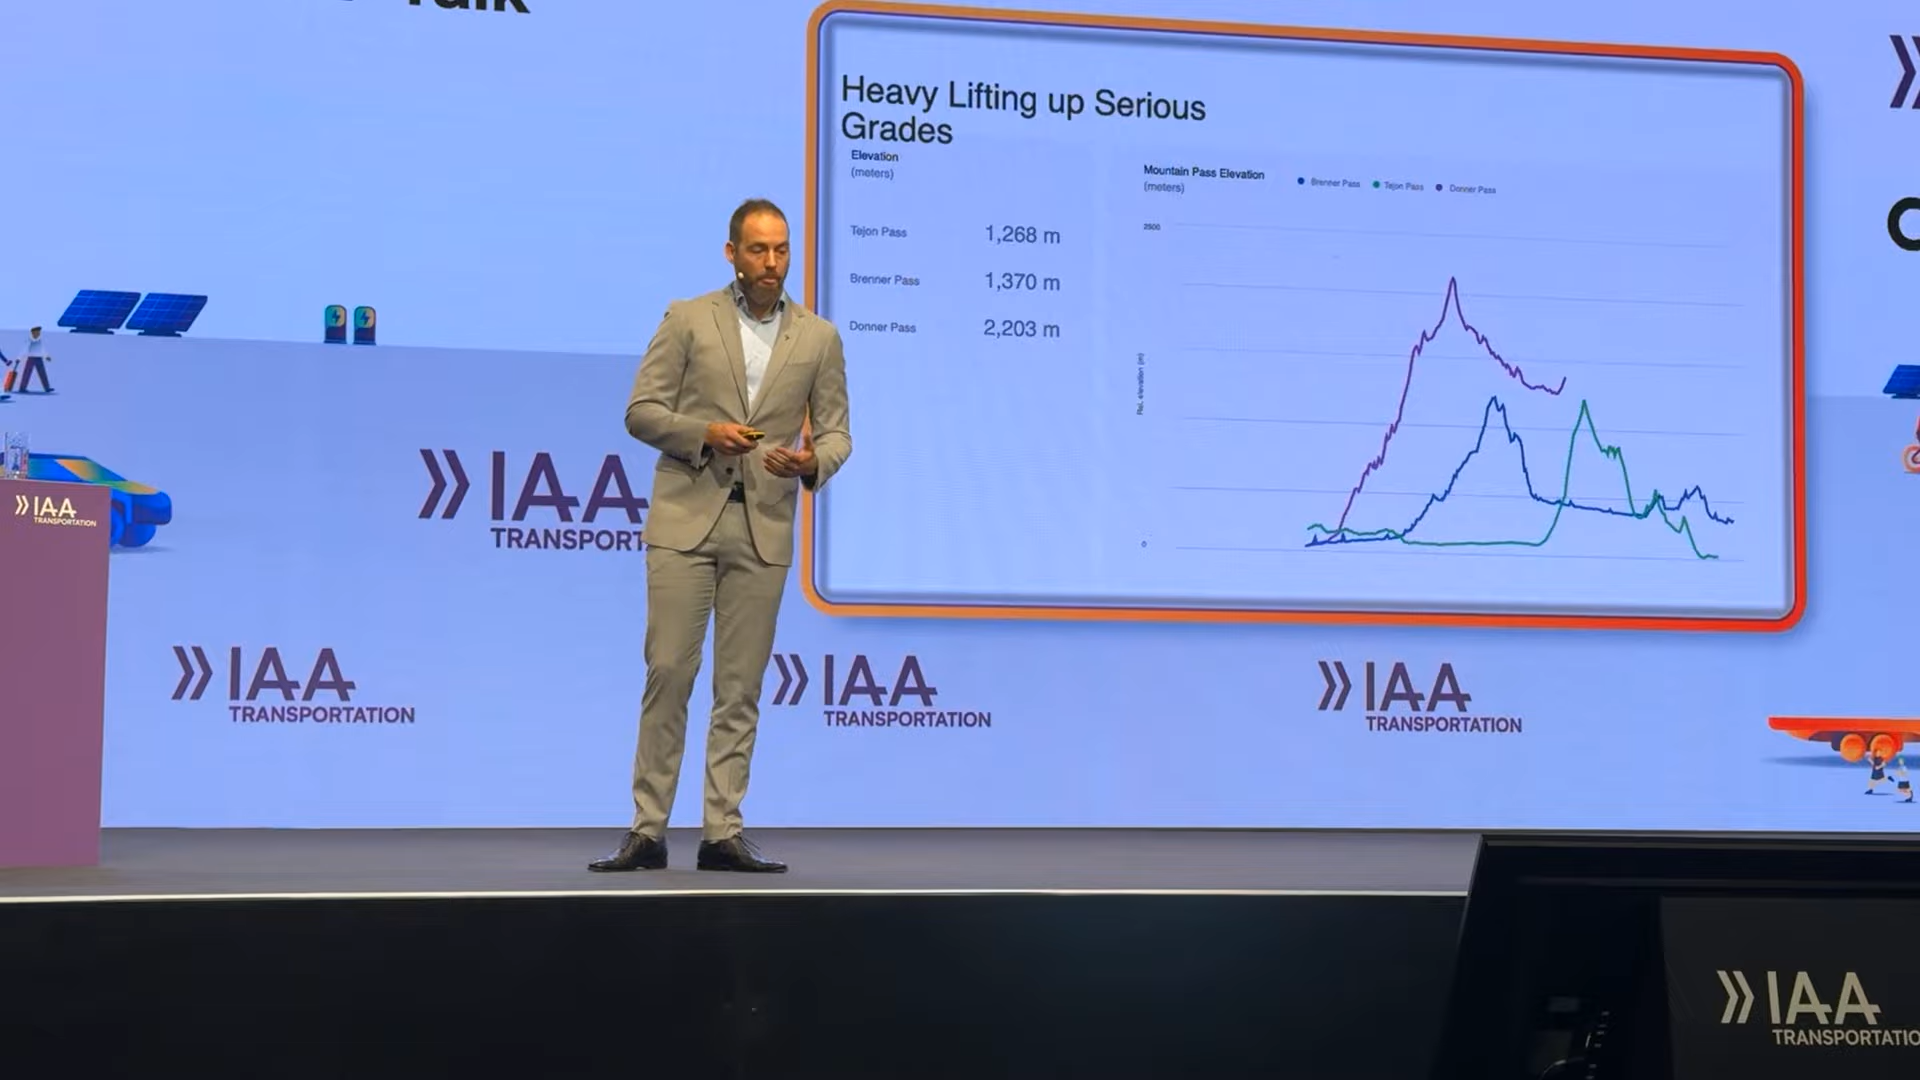 Heavy Lifting up Serious
Grades
Elevation
(meters)
Tejon Pass 1,268 m
Brenner Pass 1,370 m
Donner Pass 2,203 m
Mountain Pass Elevation
(meters)
Brenner Pass Tejon Pass Donner Pass
2500
Rel. elevation (m)
0
IAA
TRANSPORTATION
IAA
TRANSPORT
IAA
TRANSPORTATION
IAA
TRANSPORTATION
IAA
TRANSPORTATION
IAA
TRANSPORTATIO